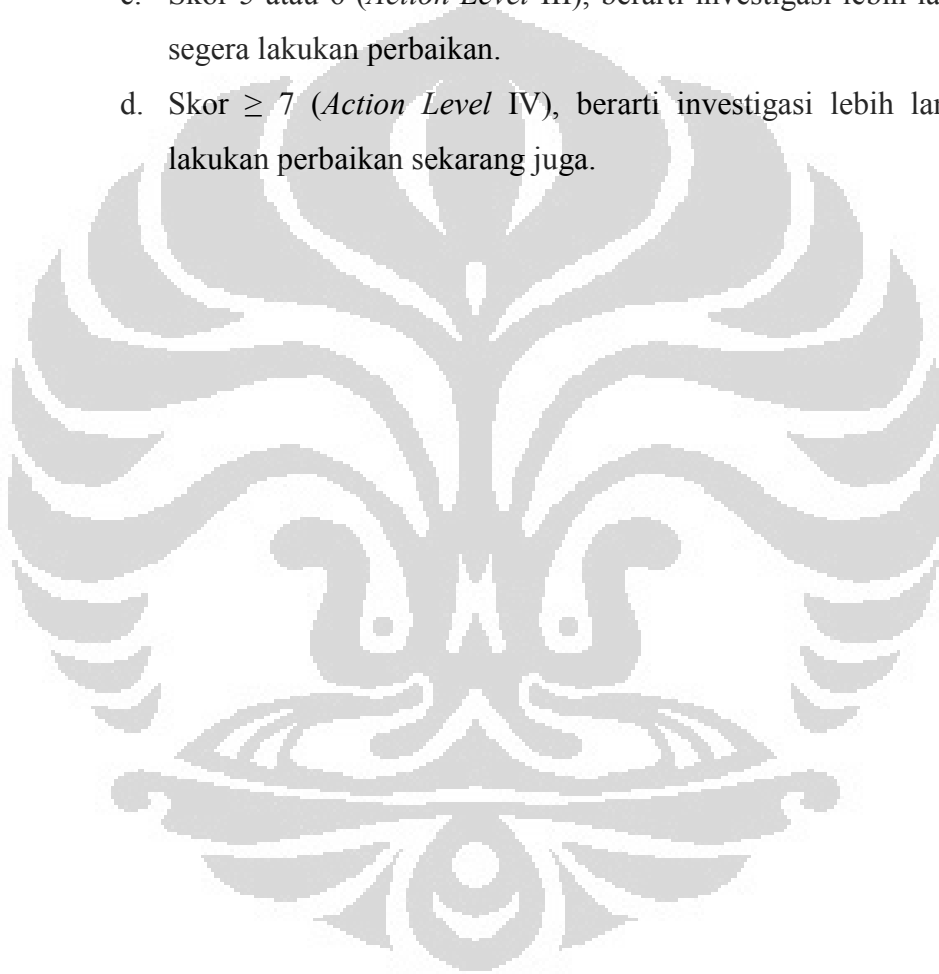 c. Skor 5 atau 6 (Action Level III), berarti investigasi lebih
segera lakukan perbaikan.
d. Skor ≥ 7 (Action Level IV), berarti investigasi lebih
lakukan perbaikan sekarang juga.